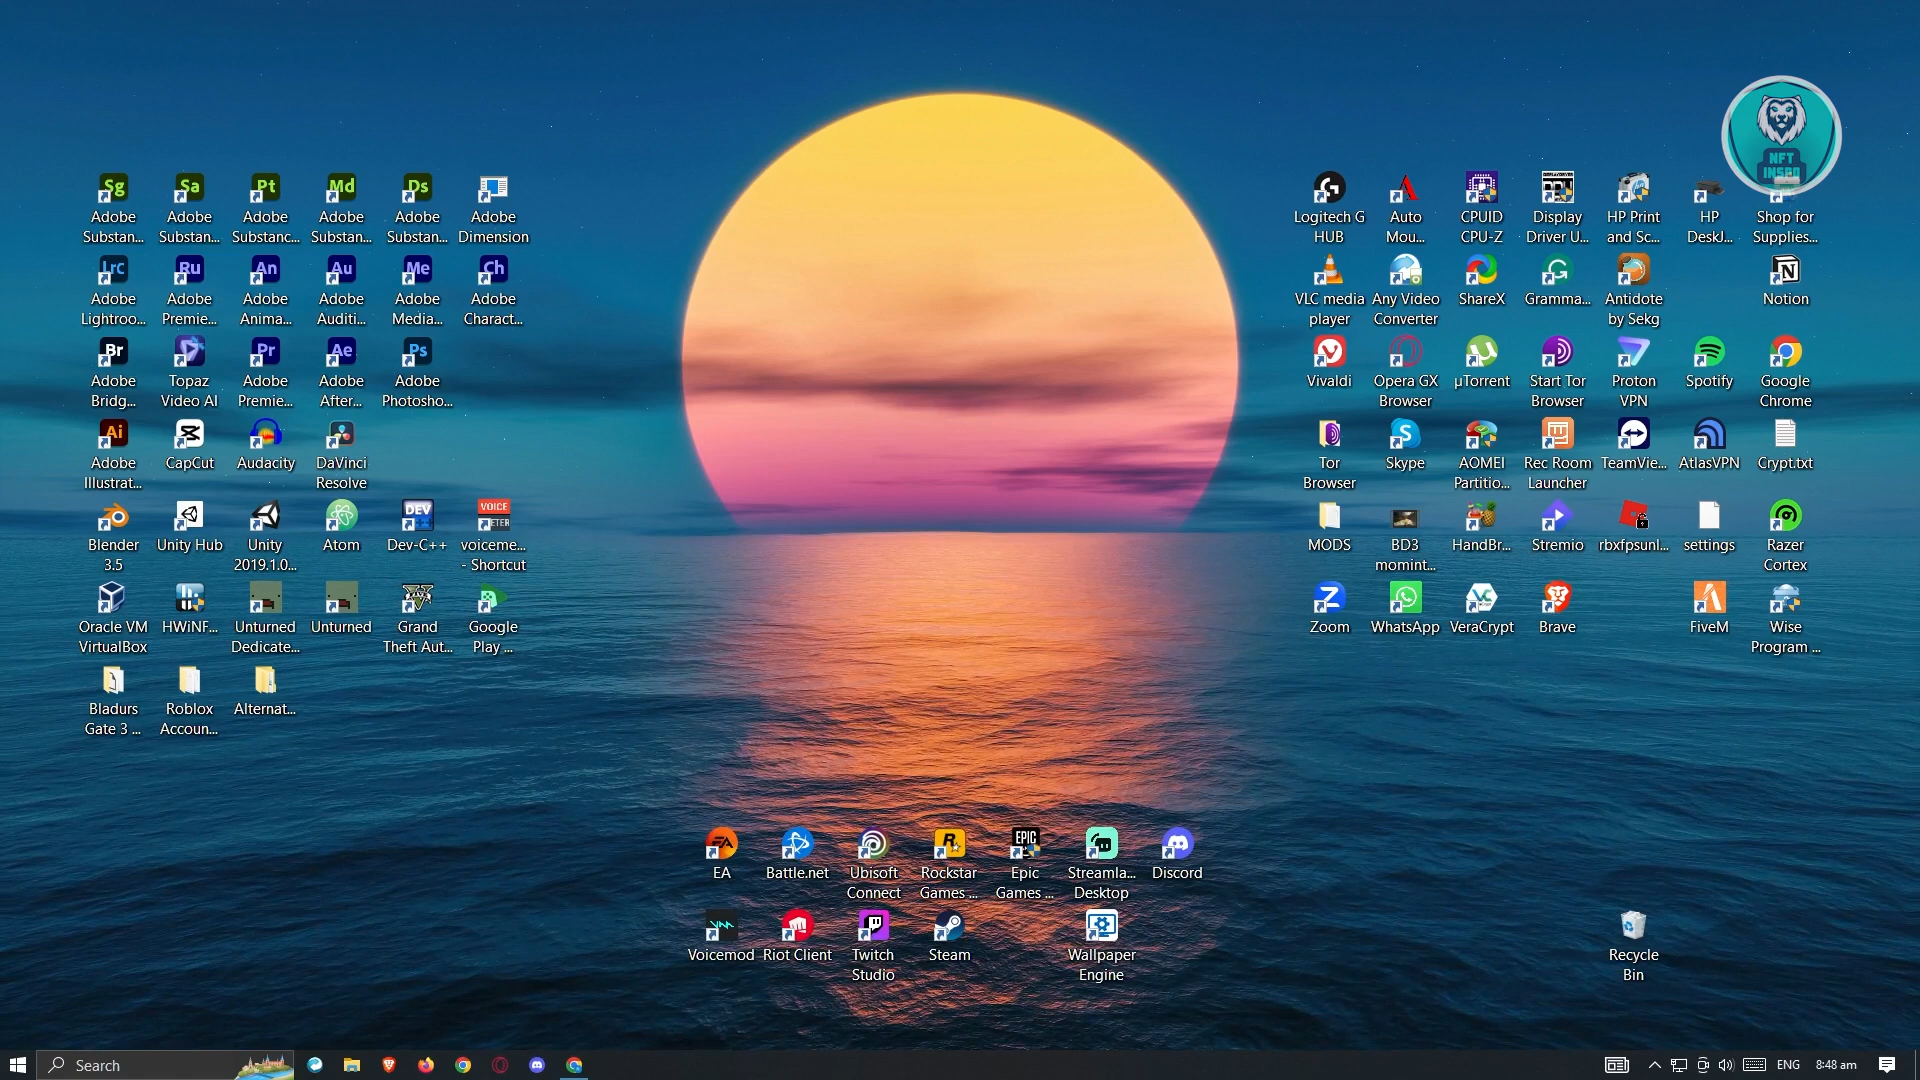 NFT
INSPO
Sg
Sa
Pt
Md
Ds
Adobe
Substan...
Adobe
Substan...
Adobe
Substanc...
Adobe
Substan...
Adobe
Substan...
Adobe
Dimension
Lrc
Ru
An
Au
Me
Ch
Adobe
Lightroo...
Adobe
Premie...
Adobe
Anima...
Adobe
Auditi...
Adobe
Media...
Adobe
Charact...
Br
Pr
Ae
Ps
Adobe
Bridg...
Topaz
Video AI
Adobe
Premie...
Adobe
After...
Adobe
Photosho...
Ai
Adobe
Illustrat...
CapCut
Audacity
DaVinci
Resolve
DEV
VOICE
METER
Blender
3.5
Unity Hub
Unity
2019.1.0...
Atom
Dev-C++
voiceme...
- Shortcut
Oracle VM
VirtualBox
HWiNF...
Unturned
Dedicate...
Unturned
Grand
Theft Aut...
Google
Play ...
Bladurs
Gate 3 ...
Roblox
Accoun...
Alternat...
Logitech G
HUB
Auto
Mou...
CPUID
CPU-Z
Display
Driver U...
HP Print
and Sc...
HP
DeskJ...
Shop for
Supplies...
VLC media
player
Any Video
Converter
ShareX
Gramma...
Antidote
by Sekg
Notion
Vivaldi
Opera GX
Browser
µTorrent
Start Tor
Browser
Proton
VPN
Spotify
Google
Chrome
Tor
Browser
Skype
AOMEI
Partitio...
Rec Room
Launcher
TeamVie...
AtlasVPN
Crypt.txt
MODS
BD3
momint...
HandBr...
Stremio
rbxfpsunl...
settings
Razer
Cortex
Zoom
WhatsApp
VeraCrypt
Brave
FiveM
Wise
Program ...
EA
EPIC
EA
Battle.net
Ubisoft
Connect
Rockstar
Games ...
Epic
Games ...
Streamla...
Desktop
Discord
Voicemod
Riot Client
Twitch
Studio
Steam
Wallpaper
Engine
Recycle
Bin
Search
ENG
8:48 am